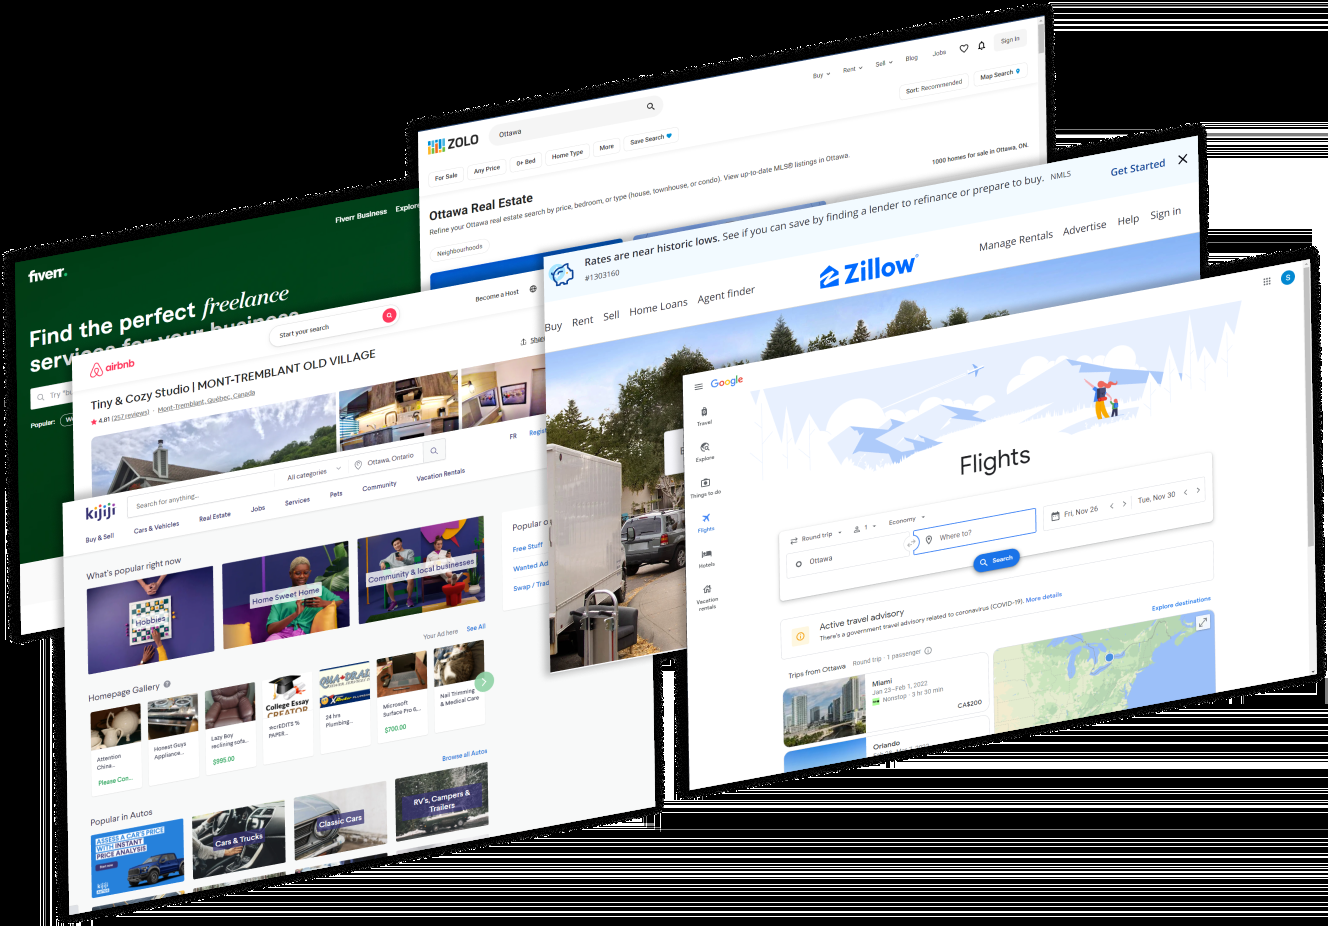 ZOLO
Ottawa
Buy
Rent
Sell
Blog
Jobs
Sign In
For Sale
Any Price
0+ Bed
Home Type
More
Save Search
Sort: Recommended
Map Search
Ottawa Real Estate
Refine your Ottawa real estate search by price, bedroom, or type (house, townhouse, or condo). View up-to-date MLS® listings in Ottawa.
1000 homes for sale in Ottawa, ON.
Neighbourhoods
fiverr.
Fiverr Business
Find the perfect freelance
Popular:
airbnb
Start your search
Become a Host
Tiny & Cozy Studio | MONT-TREMBLANT OLD VILLAGE
4.81 (257 reviews) · Mont-Tremblant, Québec, Canada
Rates are near historic lows. See if you can save by finding a lender to refinance or prepare to buy. NMLS
#1303160
Get Started
Buy
Rent
Sell
Home Loans
Agent finder
Zillow
Manage Rentals
Advertise
Help
Sign in
kijiji
Search for anything...
All categories
Ottawa, Ontario
FR
Buy & Sell
Cars & Vehicles
Real Estate
Jobs
Services
Pets
Community
Vacation Rentals
What's popular right now
Hobbies
Home Sweet Home
Community & local businesses
Free Stuff
Your Ad here
See All
Homepage Gallery
Attention
China...
Please Con...
Honest Guys
Appliance...
Lazy Boy
reclining sofa...
$995.00
College Essay
CREATOR
PAPER...
24 hrs
Plumbing...
Microsoft
Surface Pro 6...
$700.00
Nail Trimming
& Medical Care
Browse all Autos
Popular in Autos
ASSESS A CAR'S PRICE
WITH INSTANT
PRICE ANALYSIS
kijiji
Cars & Trucks
Classic Cars
RV's, Campers &
Trailers
Google
S
Travel
Explore
Things to do
Flights
Hotels
Vacation
rentals
Flights
Round trip
1
Economy
Ottawa
Where to?
Fri, Nov 26
Tue, Nov 30
Search
Active travel advisory
There's a government travel advisory related to coronavirus (COVID-19). More details
Trips from Ottawa
Round trip · 1 passenger
Explore destinations
Miami
Jan 23–Feb 1, 2022
Nonstop · 3 hr 30 min
CA$200
Orlando